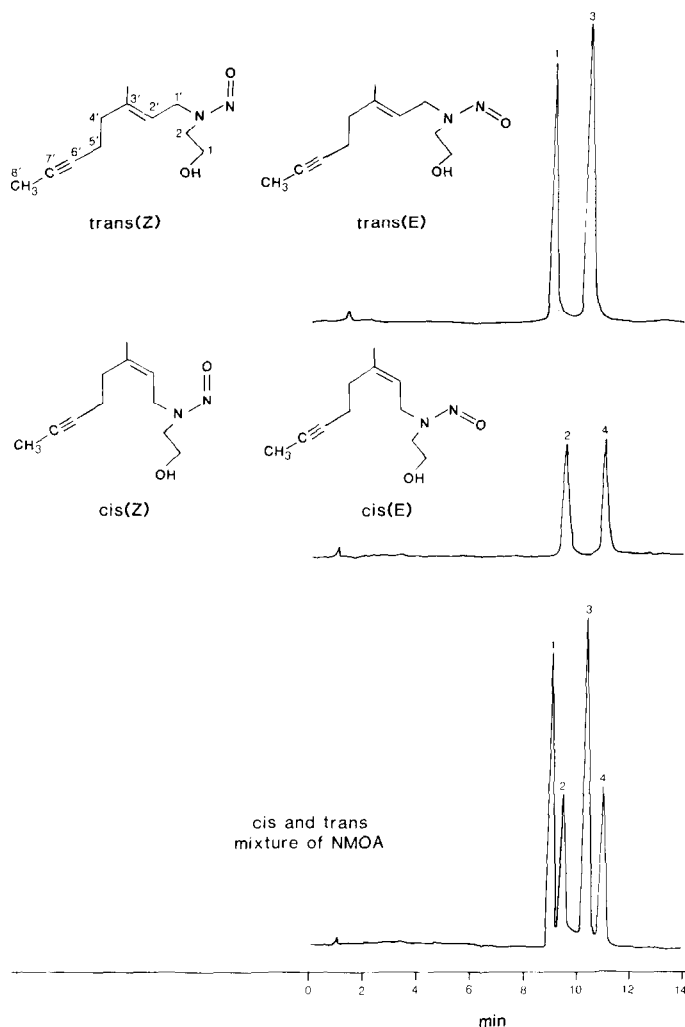 O
N
N
1'
2'
3'
4'
5'
6'
7'
8'
2
1
OH
CH3
trans(Z)
N
N
O
OH
CH3
trans(E)
1
3
O
N
N
OH
CH3
cis(Z)
N
N
O
OH
CH3
cis(E)
2
4
1
2
3
4
cis and trans
mixture of NMOA
0 2 4 6 8 10 12 14
min